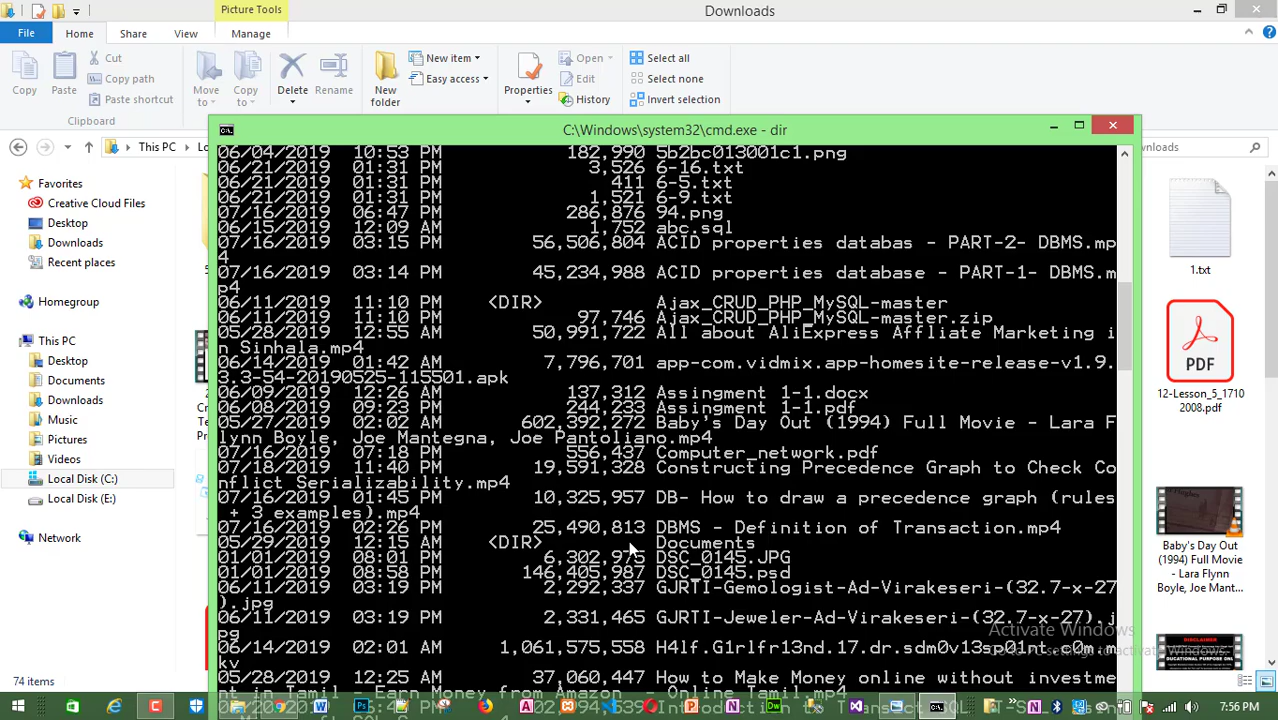 Picture Tools
Downloads
File
Home
Share
View
Manage
Copy
Paste
Cut
Copy path
Paste shortcut
Clipboard
Move to
Copy to
Delete
Rename
New folder
New item
Easy access
Properties
Open
Edit
History
Select all
Select none
Invert selection
C:\Windows\system32\cmd.exe - dir
This PC
wnloads
Favorites
Creative Cloud Files
Desktop
Downloads
Recent places
Homegroup
This PC
Desktop
Documents
Downloads
Music
Pictures
Videos
Local Disk (C:)
Local Disk (E:)
Network
06/04/2019 10:53 PM 182,990 5b2bc013001c1.png
06/21/2019 01:31 PM 3,526 6-16.txt
06/21/2019 01:31 PM 411 6-5.txt
06/21/2019 01:31 PM 1,521 6-9.txt
07/16/2019 06:47 PM 286,876 94.png
06/15/2019 12:09 AM 1,752 abc.sql
07/16/2019 03:15 PM 56,506,804 ACID properties databas - PART-2- DBMS.mp
4
07/16/2019 03:14 PM 45,234,988 ACID properties database - PART-1- DBMS.m
p4
06/11/2019 11:10 PM <DIR> Ajax_CRUD_PHP_MySQL-master
06/11/2019 11:10 PM 97,746 Ajax_CRUD_PHP_MySQL-master.zip
05/28/2019 12:55 AM 50,991,722 All about AliExpress Affiliate Marketing i
n Sinhala.mp4
06/14/2019 01:42 AM 7,796,701 app-com.vidmix.app-homesite-release-v1.9.
3.3-54-20190525-115501.apk
06/09/2019 12:26 AM 137,312 Assingment 1-1.docx
06/08/2019 09:23 PM 244,233 Assingment 1-1.pdf
05/27/2019 02:02 AM 602,392,272 Baby's Day Out (1994) Full Movie - Lara F
lynn Boyle, Joe Mantegna, Joe Pantoliano.mp4
07/16/2019 07:18 PM 556,437 Computer_network.pdf
07/18/2019 11:40 PM 19,591,328 Constructing Precedence Graph to Check Co
nflict Serializability.mp4
07/16/2019 01:45 PM 10,325,957 DB- How to draw a precedence graph (rules
+ 3 examples).mp4
07/16/2019 02:26 PM 25,490,813 DBMS - Definition of Transaction.mp4
05/29/2019 12:15 AM <DIR> Documents
01/01/2019 08:01 PM 6,302,975 DSC_0145.JPG
01/01/2019 08:58 PM 146,405,987 DSC_0145.psd
06/11/2019 03:19 PM 2,292,337 GJRTI-Gemologist-Ad-Virakeseri-(32.7-x-27
).jpg
06/11/2019 03:19 PM 2,331,465 GJRTI-Jeweler-Ad-Virakeseri-(32.7-x-27).j
pg
06/14/2019 02:01 AM 1,061,575,558
kv
05/28/2019 12:25 AM 37,060,447 How to Make Money online without investme
nt in Tamil - Earn Money from Amazon - Online Tamil.mp4
1.txt
PDF
12-Lesson_5_1710
2008.pdf
Baby's Day Out
(1994) Full Movie
- Lara Flynn
Boyle, Joe Mant...
DISCLAIMER
Activate Windows
74 items
7:56 PM